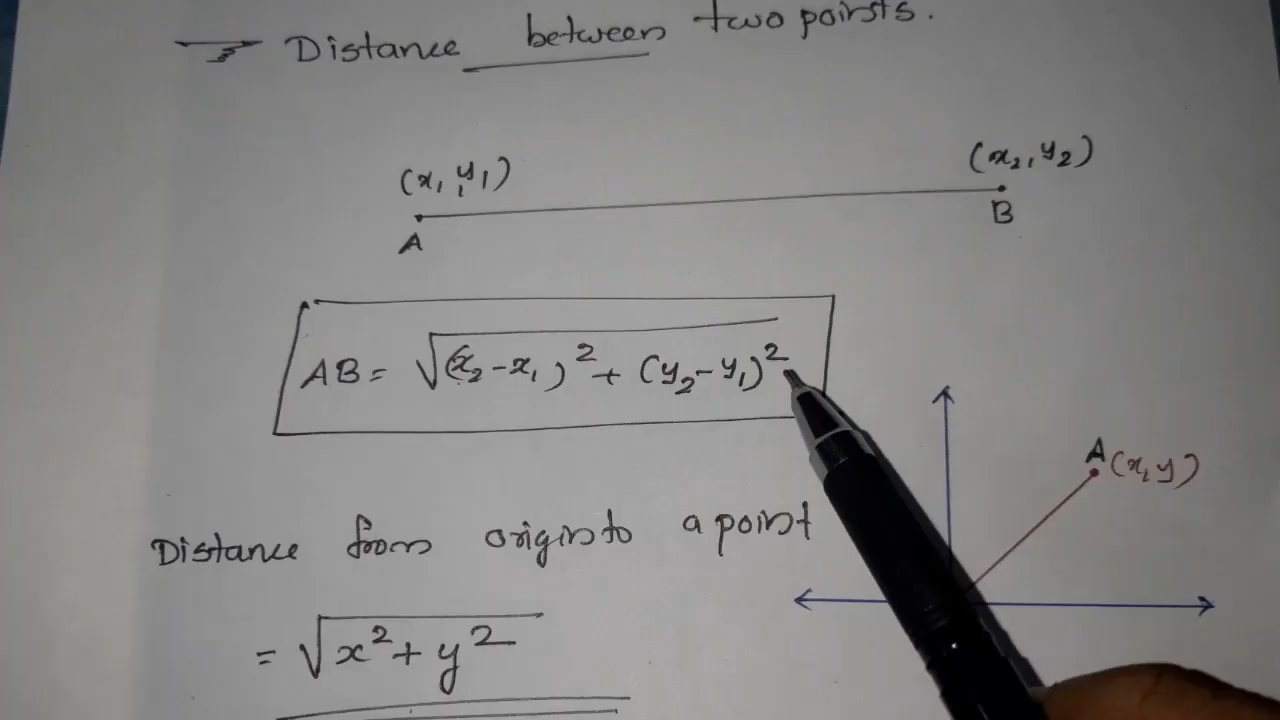 Distance between two points.
(x₁, y₁)
(x₂, y₂)
A
B
AB = √(x₂ - x₁)² + (y₂ - y₁)²
A (x, y)
Distance from origin to a point
= √x² + y²